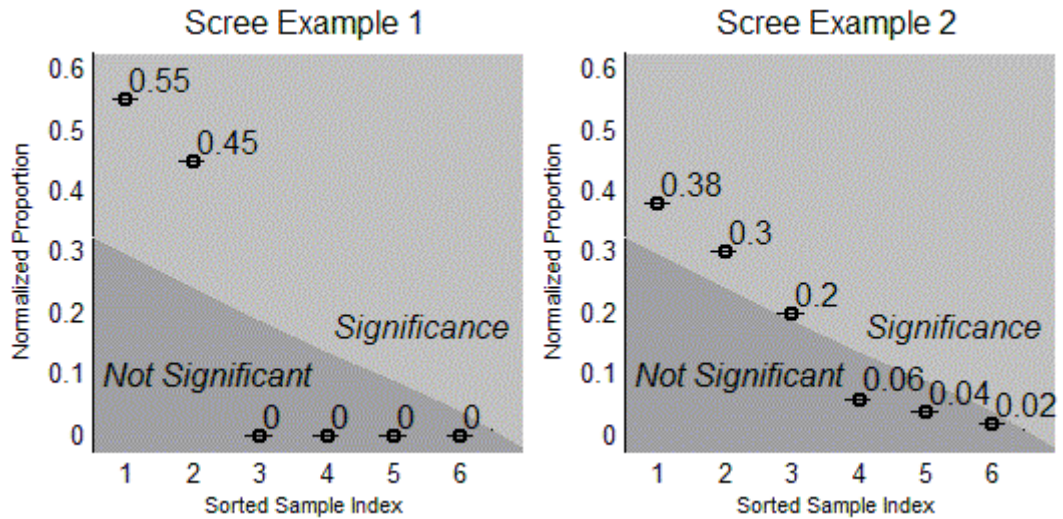 Scree Example 1
Normalized Proportion
0.6
0.5
0.4
0.3
0.2
0.1
0
0.55
0.45
Significance
Not Significant
0 0 0 0
1 2 3 4 5 6
Sorted Sample Index
Scree Example 2
Normalized Proportion
0.6
0.5
0.4
0.3
0.2
0.1
0
0.38
0.3
0.2
Significance
Not Significant
0.06
0.04
0.02
1 2 3 4 5 6
Sorted Sample Index